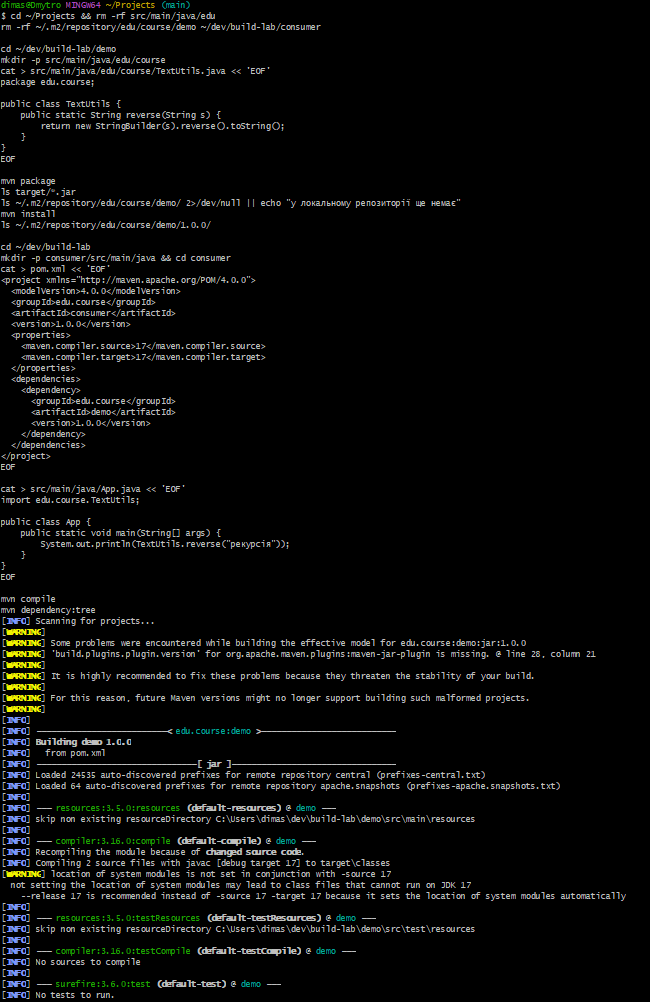 dimas@Dmytro MINGW64 ~/Projects (main)
$ cd ~/Projects && rm -rf src/main/java/edu
rm -rf ~/.m2/repository/edu/course/demo ~/dev/build-lab/consumer

cd ~/dev/build-lab/demo
mkdir -p src/main/java/edu/course
cat > src/main/java/edu/course/TextUtils.java << 'EOF'
package edu.course;

public class TextUtils {
    public static String reverse(String s) {
        return new StringBuilder(s).reverse().toString();
    }
}
EOF

mvn package
ls target/*.jar
ls ~/.m2/repository/edu/course/demo/ 2>/dev/null || echo "у локальному репозиторії ще немає"
mvn install
ls ~/.m2/repository/edu/course/demo/1.0.0/

cd ~/dev/build-lab
mkdir -p consumer/src/main/java && cd consumer
cat > pom.xml << 'EOF'
<project xmlns="http://maven.apache.org/POM/4.0.0">
  <modelVersion>4.0.0</modelVersion>
  <groupId>edu.course</groupId>
  <artifactId>consumer</artifactId>
  <version>1.0.0</version>
  <properties>
    <maven.compiler.source>17</maven.compiler.source>
    <maven.compiler.target>17</maven.compiler.target>
  </properties>
  <dependencies>
    <dependency>
      <groupId>edu.course</groupId>
      <artifactId>demo</artifactId>
      <version>1.0.0</version>
    </dependency>
  </dependencies>
</project>
EOF

cat > src/main/java/App.java << 'EOF'
import edu.course.TextUtils;

public class App {
    public static void main(String[] args) {
        System.out.println(TextUtils.reverse("рекурсія"));
    }
}
EOF

mvn compile
mvn dependency:tree
[INFO] Scanning for projects...
[WARNING]
[WARNING] Some problems were encountered while building the effective model for edu.course:demo:jar:1.0.0
[WARNING] 'build.plugins.plugin.version' for org.apache.maven.plugins:maven-jar-plugin is missing. @ line 28, column 21
[WARNING]
[WARNING] It is highly recommended to fix these problems because they threaten the stability of your build.
[WARNING]
[WARNING] For this reason, future Maven versions might no longer support building such malformed projects.
[WARNING]
[INFO]
[INFO] --------------------------< edu.course:demo >---------------------------
[INFO] Building demo 1.0.0
[INFO]   from pom.xml
[INFO] --------------------------------[ jar ]---------------------------------
[INFO] Loaded 24535 auto-discovered prefixes for remote repository central (prefixes-central.txt)
[INFO] Loaded 64 auto-discovered prefixes for remote repository apache.snapshots (prefixes-apache.snapshots.txt)
[INFO]
[INFO] --- resources:3.5.0:resources (default-resources) @ demo ---
[INFO] skip non existing resourceDirectory C:\Users\dimas\dev\build-lab\demo\src\main\resources
[INFO]
[INFO] --- compiler:3.16.0:compile (default-compile) @ demo ---
[INFO] Recompiling the module because of changed source code.
[INFO] Compiling 2 source files with javac [debug target 17] to target\classes
[WARNING] location of system modules is not set in conjunction with -source 17
  not setting the location of system modules may lead to class files that cannot run on JDK 17
    --release 17 is recommended instead of -source 17 -target 17 because it sets the location of system modules automatically
[INFO]
[INFO] --- resources:3.5.0:testResources (default-testResources) @ demo ---
[INFO] skip non existing resourceDirectory C:\Users\dimas\dev\build-lab\demo\src\test\resources
[INFO]
[INFO] --- compiler:3.16.0:testCompile (default-testCompile) @ demo ---
[INFO] No sources to compile
[INFO]
[INFO] --- surefire:3.6.0:test (default-test) @ demo ---
[INFO] No tests to run.